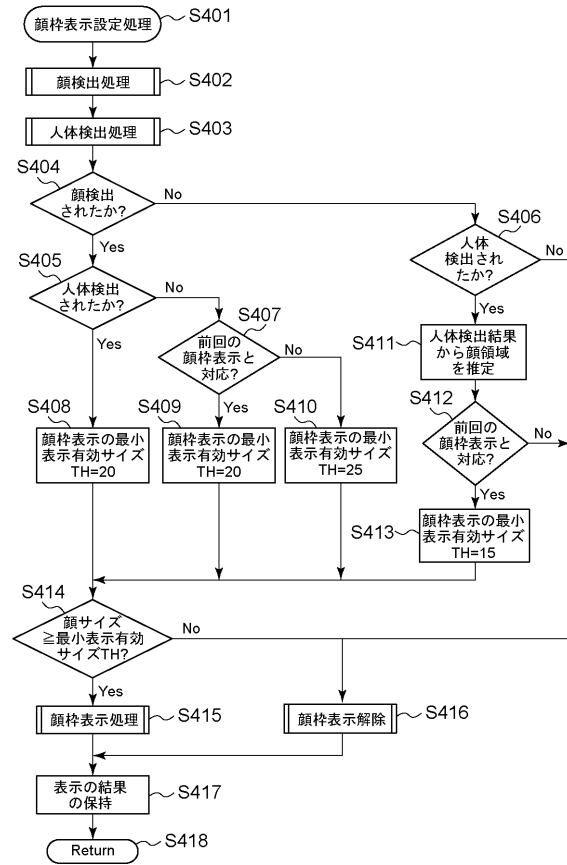 顔枠表示設定処理
S401
顔検出処理
S402
人体検出処理
S403
S404
顔検出
されたか?
No
Yes
S405
人体検出
されたか?
No
Yes
S406
人体
検出され
たか?
No
Yes
S407
前回の
顔枠表示と
対応?
No
Yes
S411
人体検出結果
から顔領域
を推定
S408
顔枠表示の最小
表示有効サイズ
TH=20
S409
顔枠表示の最小
表示有効サイズ
TH=20
S410
顔枠表示の最小
表示有効サイズ
TH=25
S412
前回の
顔枠表示と
対応?
No
Yes
S413
顔枠表示の最小
表示有効サイズ
TH=15
S414
顔サイズ
≧最小表示有効
サイズTH?
No
Yes
顔枠表示処理
S415
顔枠表示解除
S416
表示の結果
の保持
S417
Return
S418